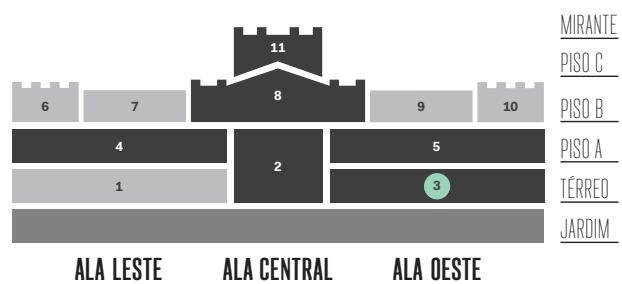 MIRANTE
11
PISO C
8
6
7
9
10
PISO B
4
5
PISO A
2
1
3
TÉRREO
JARDIM
ALA LESTE
ALA CENTRAL
ALA OESTE